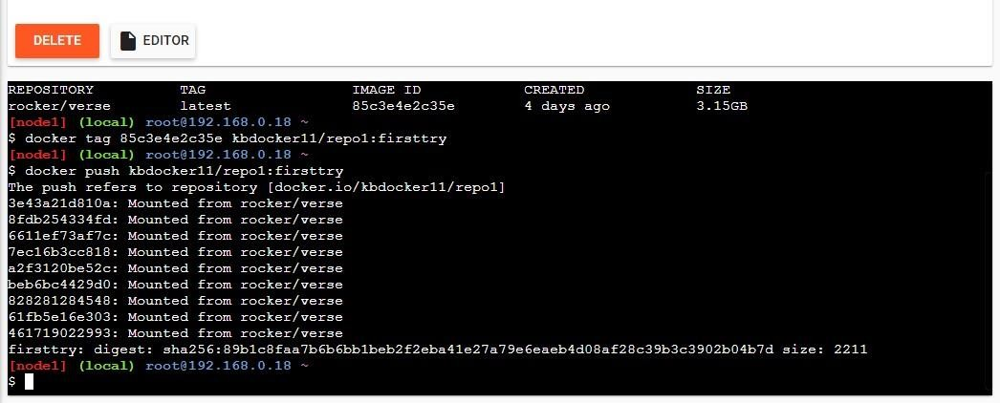 DELETE EDITOR
REPOSITORY TAG IMAGE ID CREATED SIZE
rocker/verse latest 85c3e4e2c35e 4 days ago 3.15GB
[node1] (local) root@192.168.0.18 ~
$ docker tag 85c3e4e2c35e kbdocker11/repo1:firsttry
[node1] (local) root@192.168.0.18 ~
$ docker push kbdocker11/repo1:firsttry
The push refers to repository [docker.io/kbdocker11/repo1]
3e43a21d810a: Mounted from rocker/verse
8fdb254334fd: Mounted from rocker/verse
6611ef73af7c: Mounted from rocker/verse
7ec16b3cc818: Mounted from rocker/verse
a2f3120be52c: Mounted from rocker/verse
beb6bc4429d0: Mounted from rocker/verse
828281284548: Mounted from rocker/verse
61fb5e16e303: Mounted from rocker/verse
461719022993: Mounted from rocker/verse
firsttry: digest: sha256:89b1c8faa7b6b6bb1beb2f2eba41e27a79e6eaeb4d08af28c39b3c3902b04b7d size: 2211
[node1] (local) root@192.168.0.18 ~
$